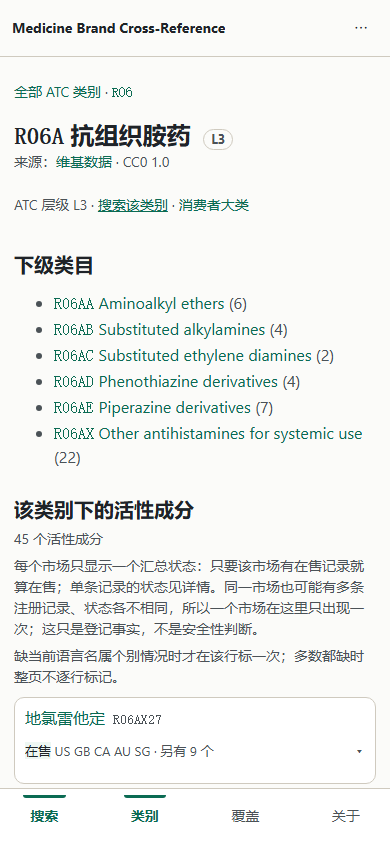 Medicine Brand Cross-Reference
···
全部 ATC 类别 · R06
R06A 抗组织胺药 L3
来源：维基数据 · CC0 1.0
ATC 层级 L3 · 搜索该类别 · 消费者大类
下级类目
• R06AA Aminoalkyl ethers (6)
• R06AB Substituted alkylamines (4)
• R06AC Substituted ethylene diamines (2)
• R06AD Phenothiazine derivatives (4)
• R06AE Piperazine derivatives (7)
• R06AX Other antihistamines for systemic use
(22)
该类别下的活性成分
45 个活性成分
每个市场只显示一个汇总状态：只要该市场有在售记录就
算在售；单条记录的状态见详情。同一市场也可能有多条
注册记录、状态各不相同，所以一个市场在这里只出现一
次；这只是登记事实，不是安全性判断。
缺当前语言名属个别情况时才在该行标一次；多数都缺时
整页不逐行标记。
地氯雷他定 R06AX27
在售 US GB CA AU SG · 另有 9 个
搜索 类别 覆盖 关于